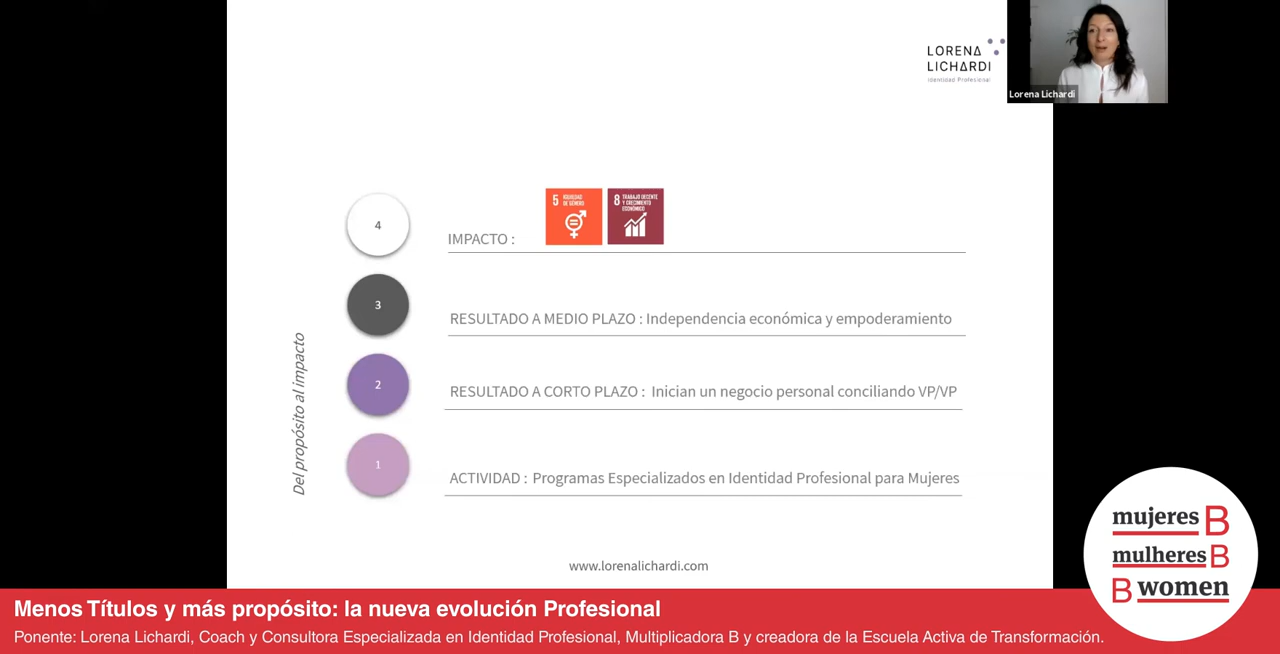 LORENA
LICHARDI
Identidad Profesional
Lorena Lichardi
4
IMPACTO :
5 IGUALDAD
DE GÉNERO
8 TRABAJO DECENTE
Y CRECIMIENTO
ECONÓMICO
3
RESULTADO A MEDIO PLAZO : Independencia económica y empoderamiento
2
RESULTADO A CORTO PLAZO : Inician un negocio personal conciliando VP/VP
1
ACTIVIDAD : Programas Especializados en Identidad Profesional para Mujeres
Del propósito al impacto
www.lorenalichardi.com
mujeres B
mulheres B
B women
Menos Títulos y más propósito: la nueva evolución Profesional
Ponente: Lorena Lichardi, Coach y Consultora Especializada en Identidad Profesional, Multiplicadora B y creadora de la Escuela Activa de Transformación.